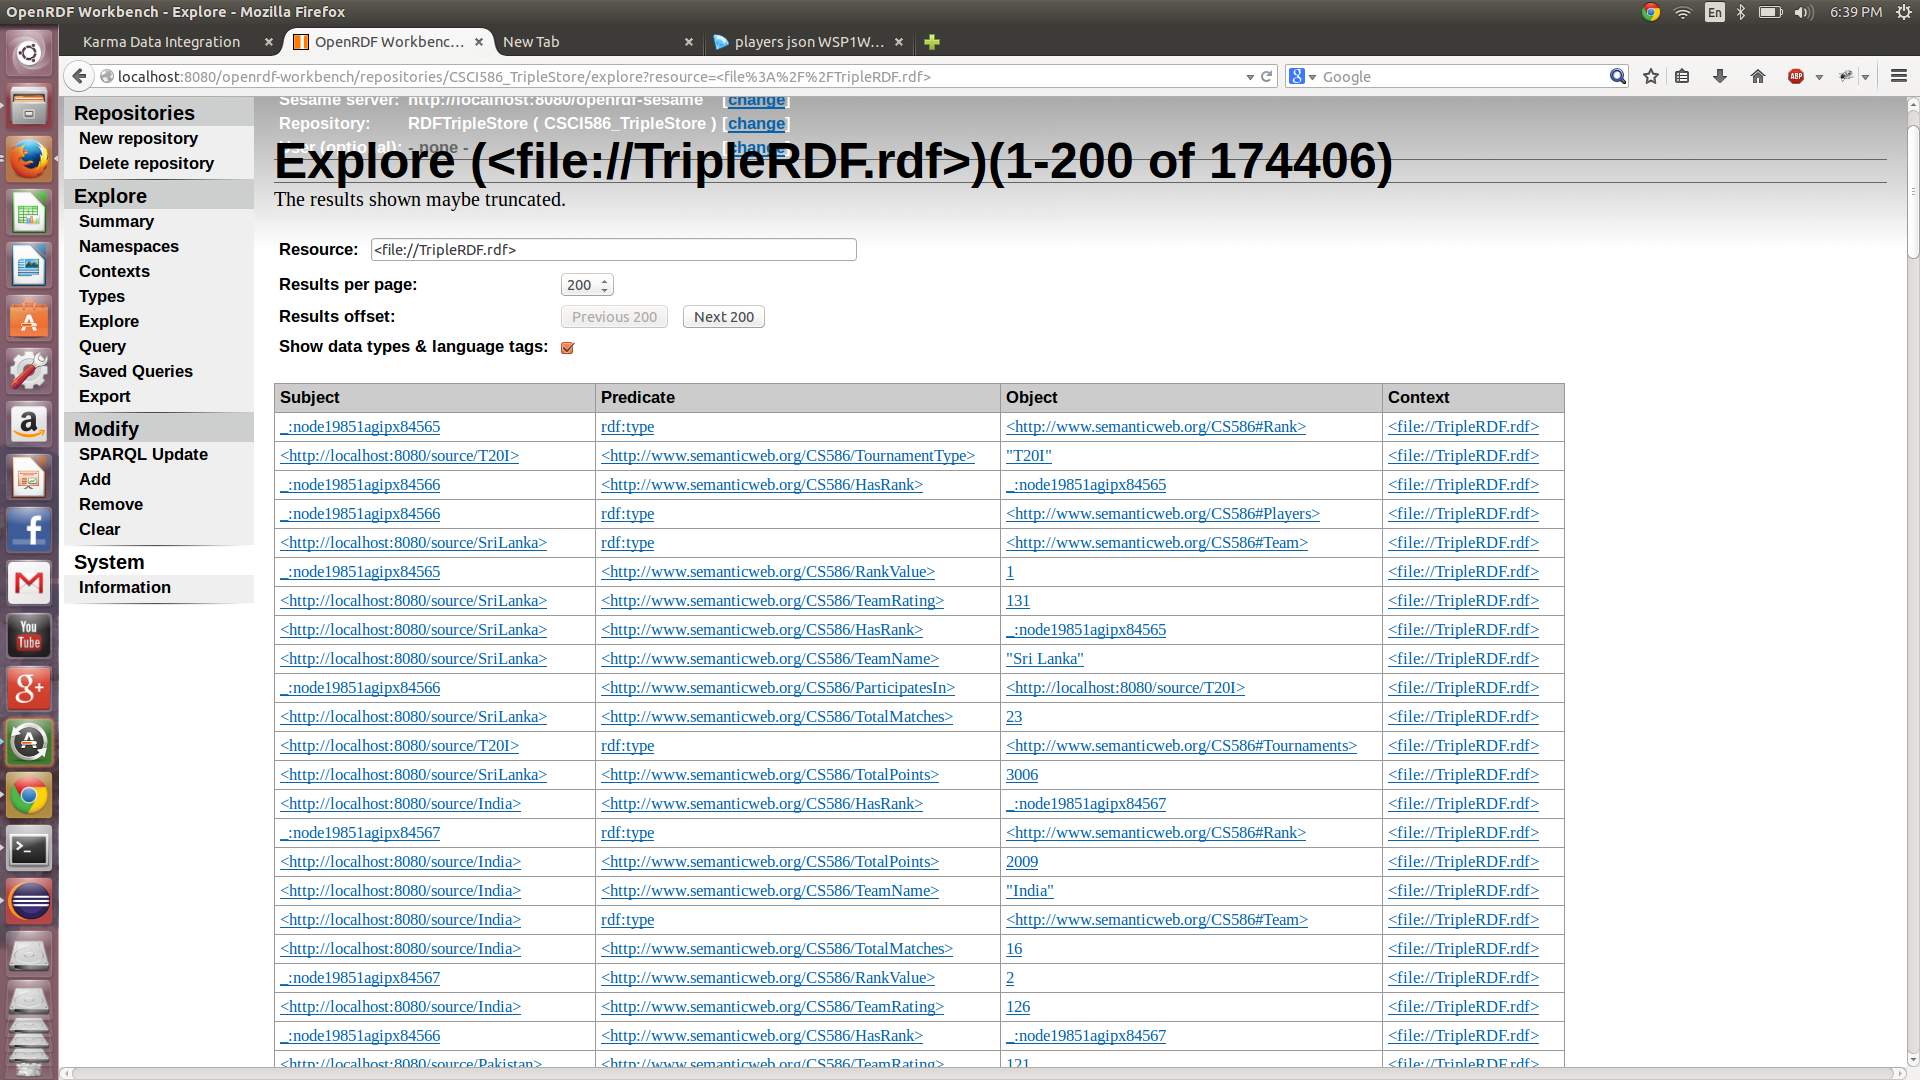 OpenRDF Workbench - Explore - Mozilla Firefox
En
6:39 PM
Karma Data Integration
OpenRDF Workbenc...
New Tab
players json WSP1W...
localhost:8080/openrdf-workbench/repositories/CSCI586_TripleStore/explore?resource=<file%3A%2F%2FTripleRDF.rdf>
Google
ABP
Repositories
New repository
Delete repository
Explore
Summary
Namespaces
Contexts
Types
Explore
Query
Saved Queries
Export
Modify
SPARQL Update
Add
Remove
Clear
System
Information
Sesame server: http://localhost:8080/openrdf-sesame [change]
Repository: RDFTripleStore ( CSCI586_TripleStore ) [change]
User (optional): - none - [change]
Explore (<file://TripleRDF.rdf>)(1-200 of 174406)
The results shown maybe truncated.
Resource: <file://TripleRDF.rdf>
Results per page: 200
Results offset: Previous 200 Next 200
Show data types & language tags:
Subject Predicate Object Context
_:node19851agipx84565 rdf:type <http://www.semanticweb.org/CS586#Rank> <file://TripleRDF.rdf>
<http://localhost:8080/source/T20I> <http://www.semanticweb.org/CS586/TournamentType> "T20I" <file://TripleRDF.rdf>
_:node19851agipx84566 <http://www.semanticweb.org/CS586/HasRank> _:node19851agipx84565 <file://TripleRDF.rdf>
_:node19851agipx84566 rdf:type <http://www.semanticweb.org/CS586#Players> <file://TripleRDF.rdf>
<http://localhost:8080/source/SriLanka> rdf:type <http://www.semanticweb.org/CS586#Team> <file://TripleRDF.rdf>
_:node19851agipx84565 <http://www.semanticweb.org/CS586/RankValue> 1 <file://TripleRDF.rdf>
<http://localhost:8080/source/SriLanka> <http://www.semanticweb.org/CS586/TeamRating> 131 <file://TripleRDF.rdf>
<http://localhost:8080/source/SriLanka> <http://www.semanticweb.org/CS586/HasRank> _:node19851agipx84565 <file://TripleRDF.rdf>
<http://localhost:8080/source/SriLanka> <http://www.semanticweb.org/CS586/TeamName> "Sri Lanka" <file://TripleRDF.rdf>
_:node19851agipx84566 <http://www.semanticweb.org/CS586/ParticipatesIn> <http://localhost:8080/source/T20I> <file://TripleRDF.rdf>
<http://localhost:8080/source/SriLanka> <http://www.semanticweb.org/CS586/TotalMatches> 23 <file://TripleRDF.rdf>
<http://localhost:8080/source/T20I> rdf:type <http://www.semanticweb.org/CS586#Tournaments> <file://TripleRDF.rdf>
<http://localhost:8080/source/SriLanka> <http://www.semanticweb.org/CS586/TotalPoints> 3006 <file://TripleRDF.rdf>
<http://localhost:8080/source/India> <http://www.semanticweb.org/CS586/HasRank> _:node19851agipx84567 <file://TripleRDF.rdf>
_:node19851agipx84567 rdf:type <http://www.semanticweb.org/CS586#Rank> <file://TripleRDF.rdf>
<http://localhost:8080/source/India> <http://www.semanticweb.org/CS586/TotalPoints> 2009 <file://TripleRDF.rdf>
<http://localhost:8080/source/India> <http://www.semanticweb.org/CS586/TeamName> "India" <file://TripleRDF.rdf>
<http://localhost:8080/source/India> rdf:type <http://www.semanticweb.org/CS586#Team> <file://TripleRDF.rdf>
<http://localhost:8080/source/India> <http://www.semanticweb.org/CS586/TotalMatches> 16 <file://TripleRDF.rdf>
_:node19851agipx84567 <http://www.semanticweb.org/CS586/RankValue> 2 <file://TripleRDF.rdf>
<http://localhost:8080/source/India> <http://www.semanticweb.org/CS586/TeamRating> 126 <file://TripleRDF.rdf>
_:node19851agipx84566 <http://www.semanticweb.org/CS586/HasRank> _:node19851agipx84567 <file://TripleRDF.rdf>
<http://localhost:8080/source/Pakistan> <http://www.semanticweb.org/CS586/TeamRating> 121 <file://TripleRDF.rdf>
You Tube